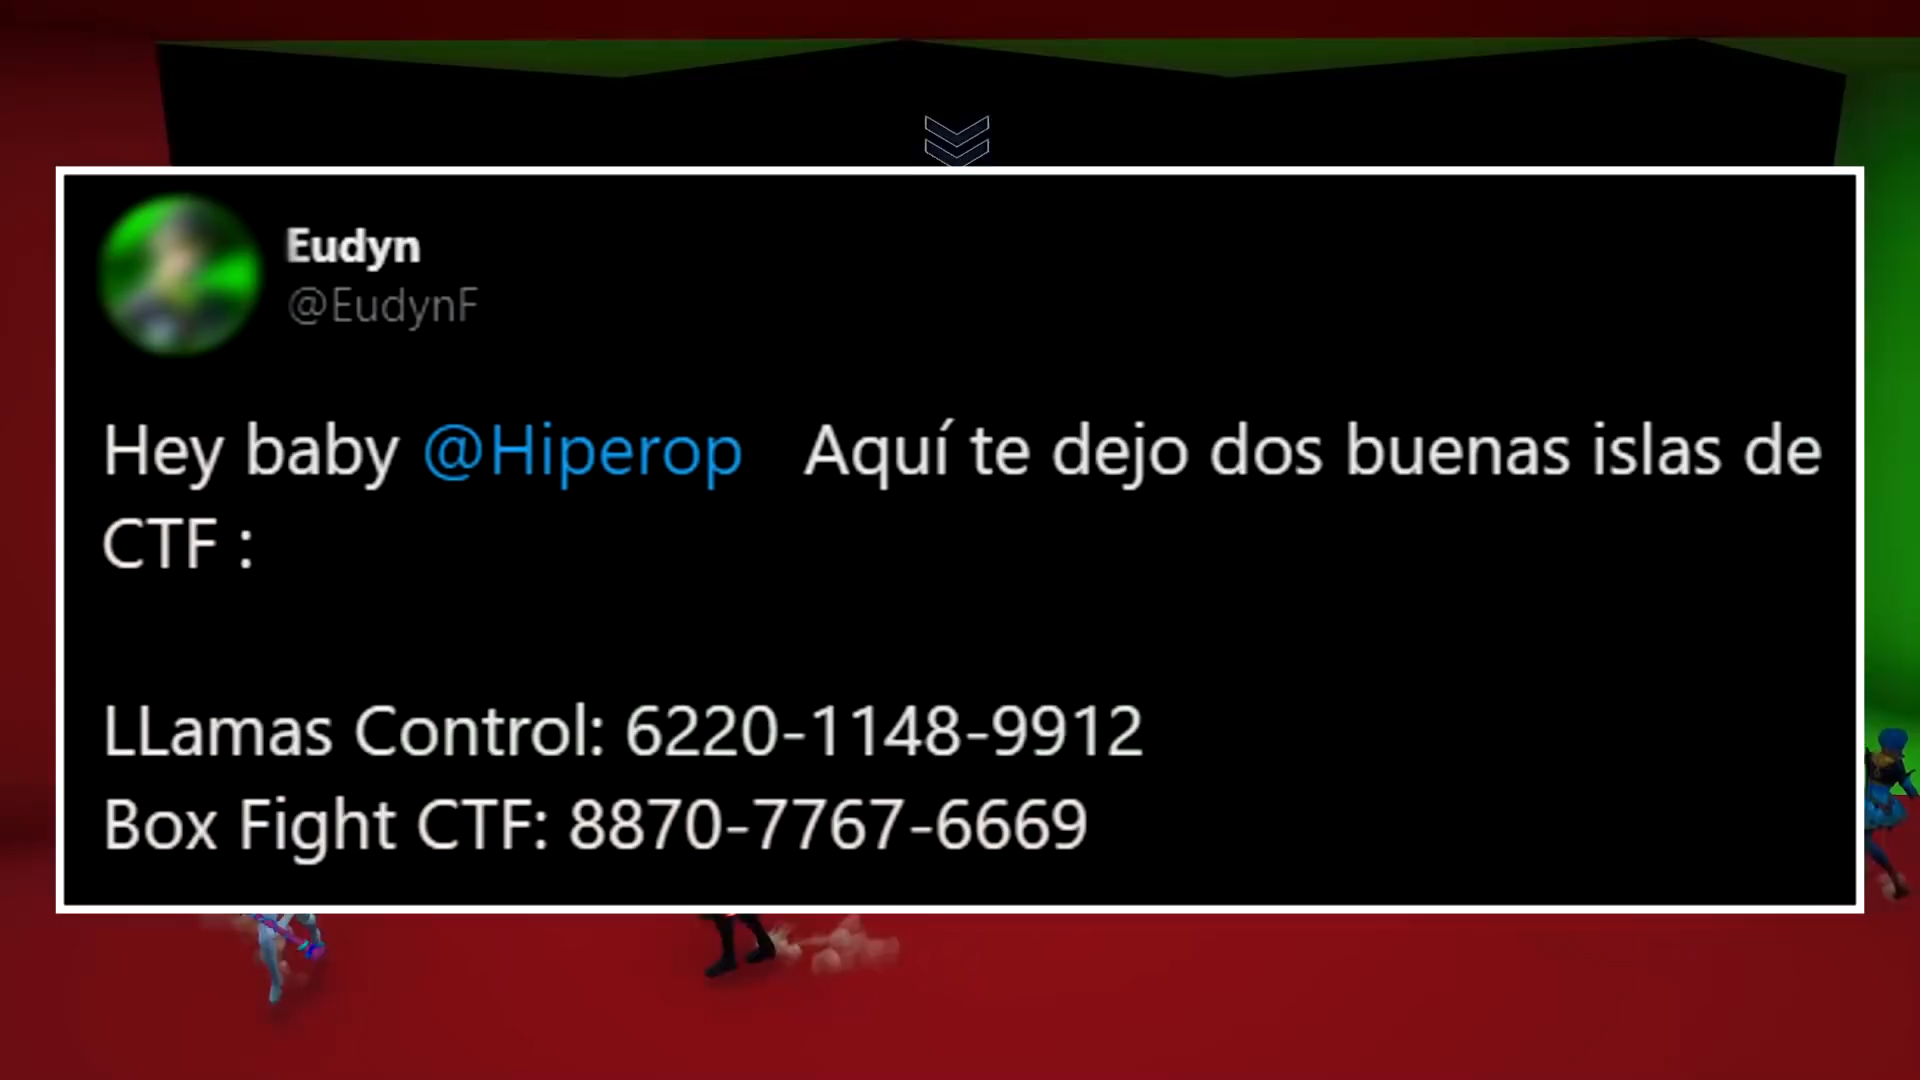 Eudyn
@EudynF
Hey baby @Hiperop Aquí te dejo dos buenas islas de
CTF :
LLamas Control: 6220-1148-9912
Box Fight CTF: 8870-7767-6669